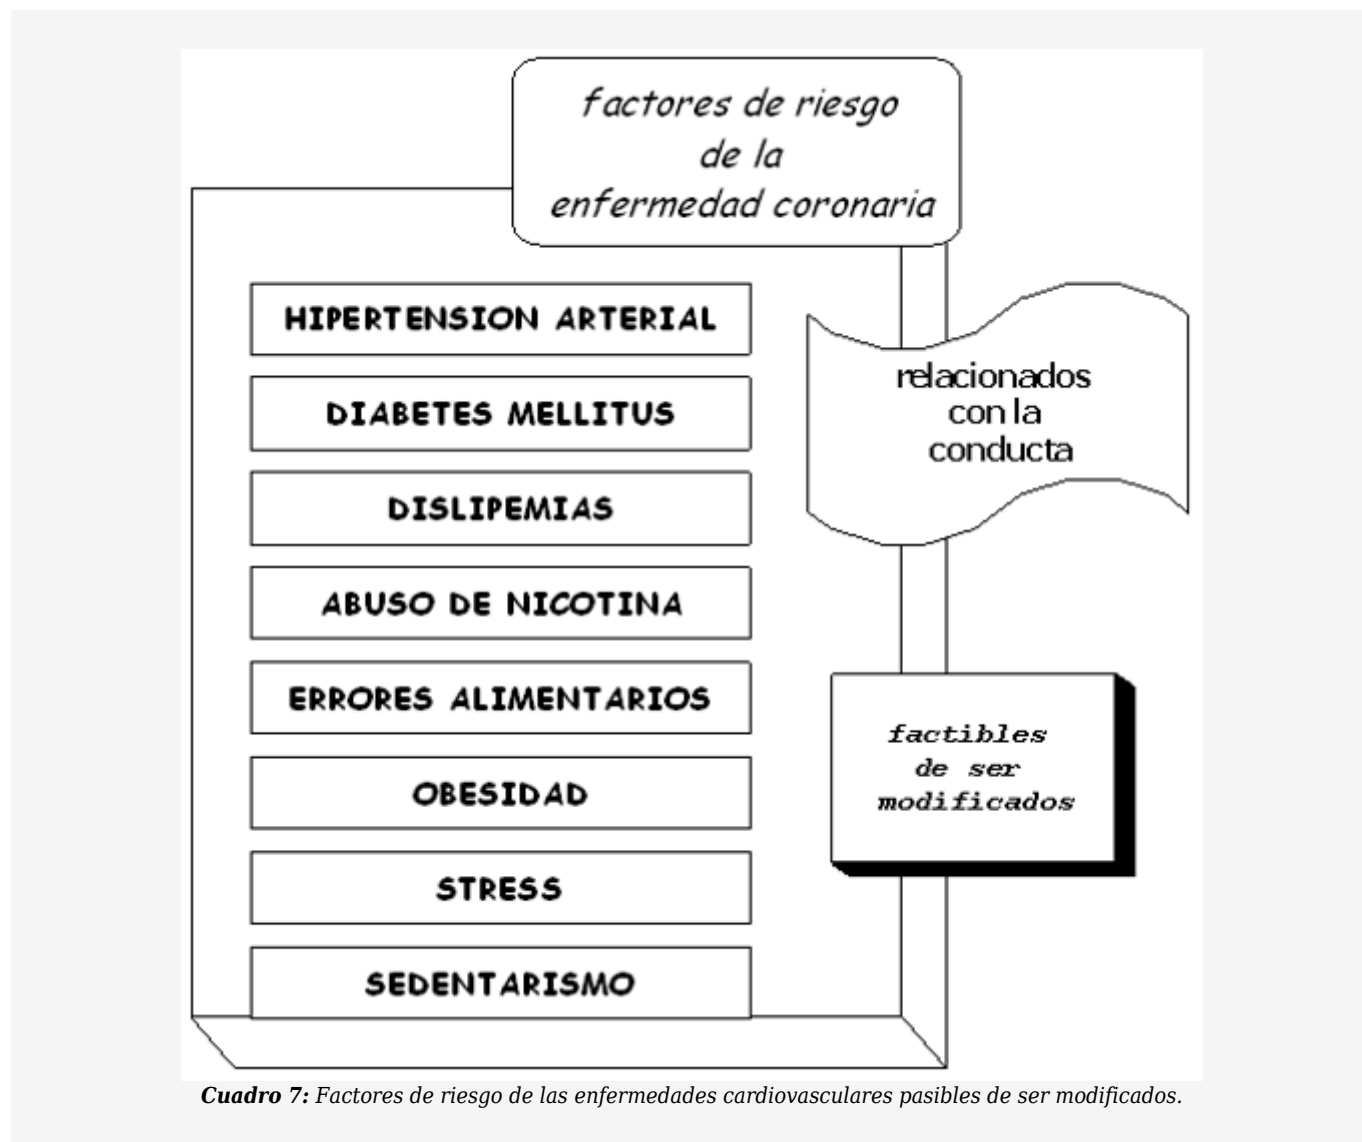 factores de riesgo
de la
enfermedad coronaria
HIPERTENSION ARTERIAL
DIABETES MELLITUS
DISLIPEMIAS
ABUSO DE NICOTINA
ERRORES ALIMENTARIOS
OBESIDAD
STRESS
SEDENTARISMO
relacionados
con la
conducta
factibles
de ser
modificados
Cuadro 7: Factores de riesgo de las enfermedades cardiovasculares pasibles de ser modificados.